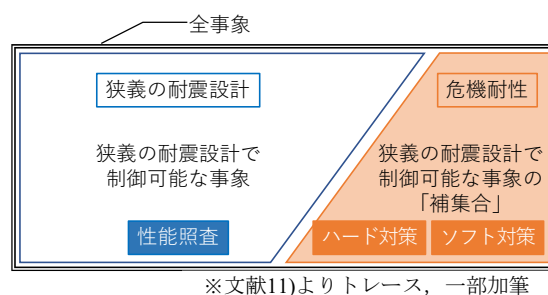 全事象
狭義の耐震設計
危機耐性
狭義の耐震設計で
制御可能な事象
狭義の耐震設計で
制御可能な事象の
「補集合」
性能照査
ハード対策
ソフト対策
※文献11)よりトレース，一部加筆